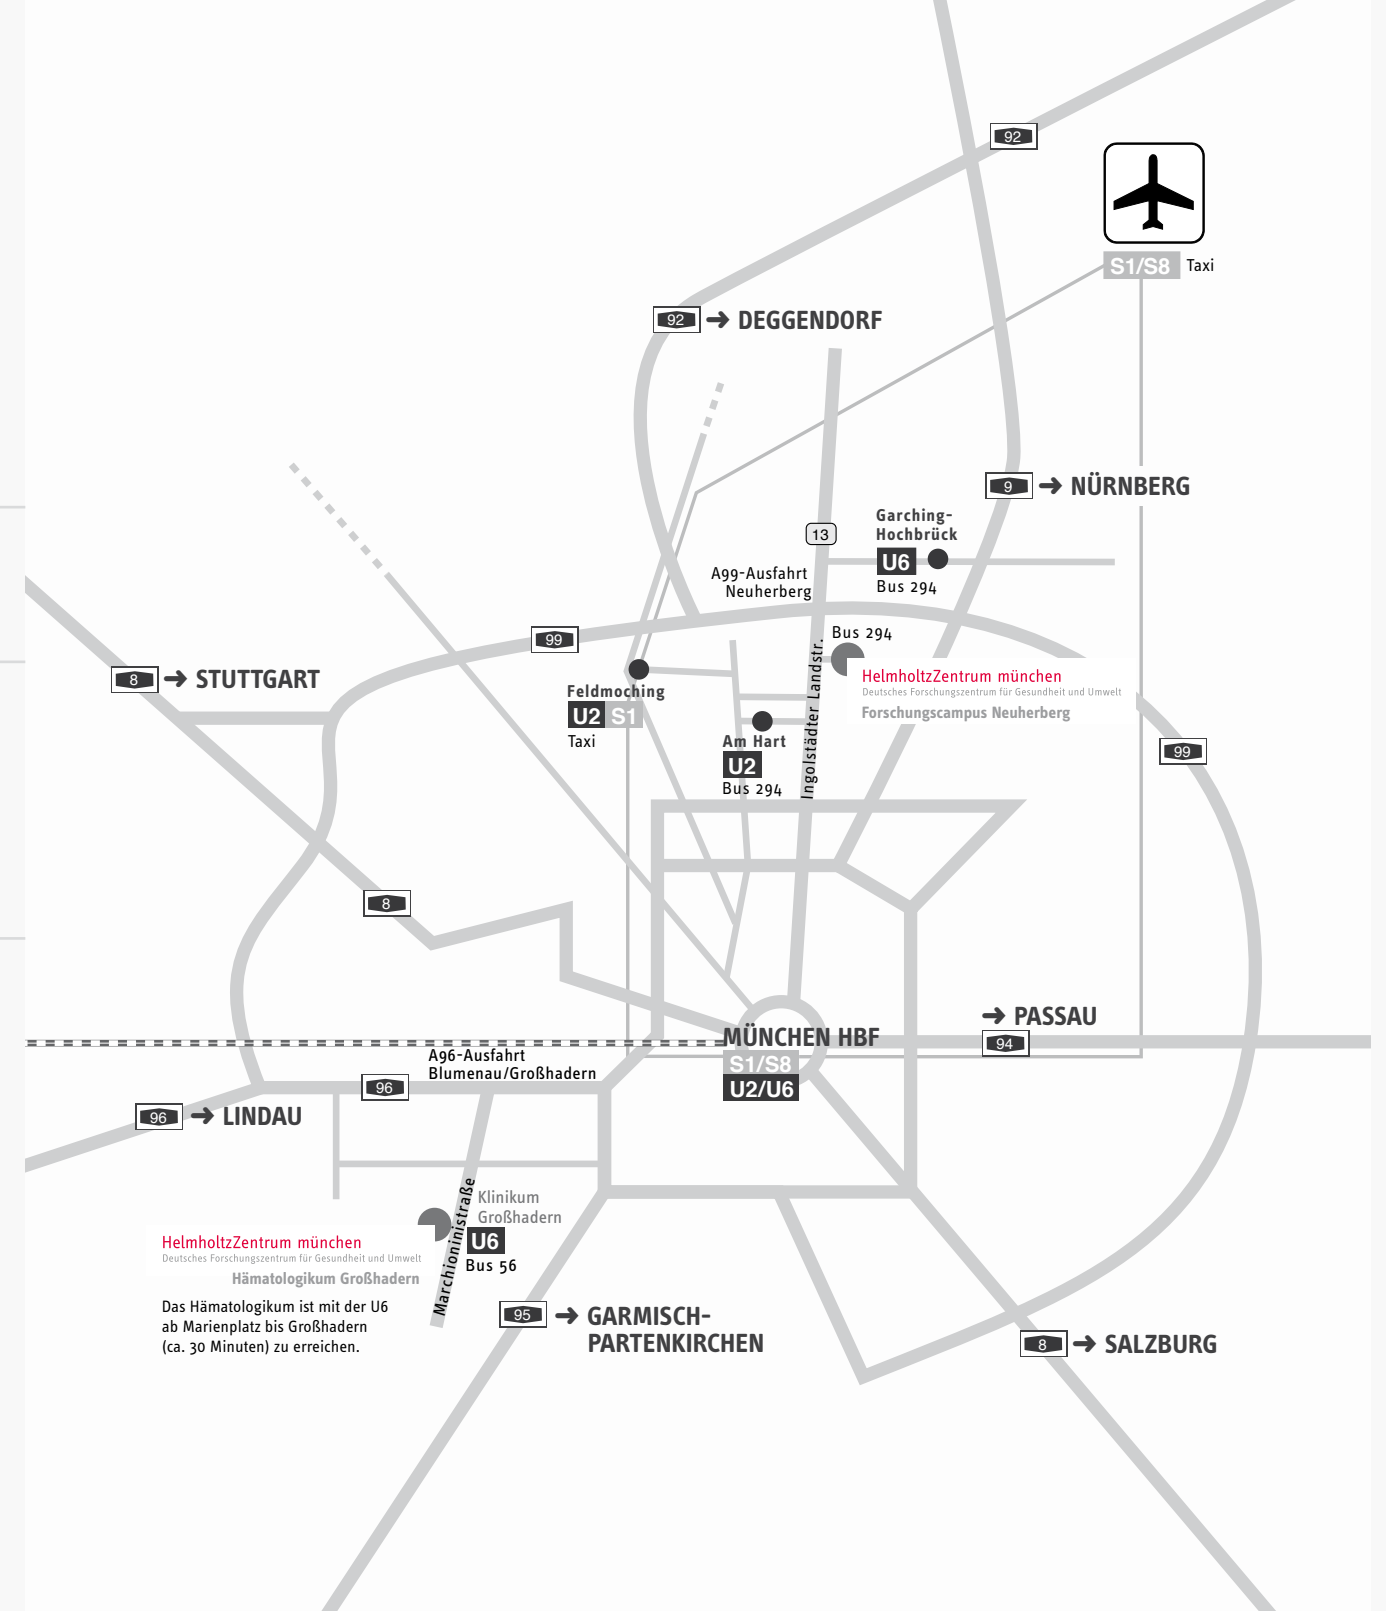 92
S1/S8 Taxi
92 → DEGGENDORF
9 → NÜRNBERG
Garching-
Hochbrück
13
U6
Bus 294
A99-Ausfahrt
Neuherberg
99
Bus 294
8 → STUTTGART
HelmholtzZentrum münchen
Deutsches Forschungszentrum für Gesundheit und Umwelt
Forschungscampus Neuherberg
Feldmoching
U2 S1
Taxi
Ingolstädter Landstr.
Am Hart
U2
Bus 294
99
8
→ PASSAU
94
MÜNCHEN HBF
S1/S8
U2/U6
A96-Ausfahrt
Blumenau/Großhadern
96
96 → LINDAU
Marchioninistraße
Klinikum
Großhadern
U6
Bus 56
HelmholtzZentrum münchen
Deutsches Forschungszentrum für Gesundheit und Umwelt
Hämatologikum Großhadern
Das Hämatologikum ist mit der U6
ab Marienplatz bis Großhadern
(ca. 30 Minuten) zu erreichen.
95 → GARMISCH-
PARTENKIRCHEN
8 → SALZBURG